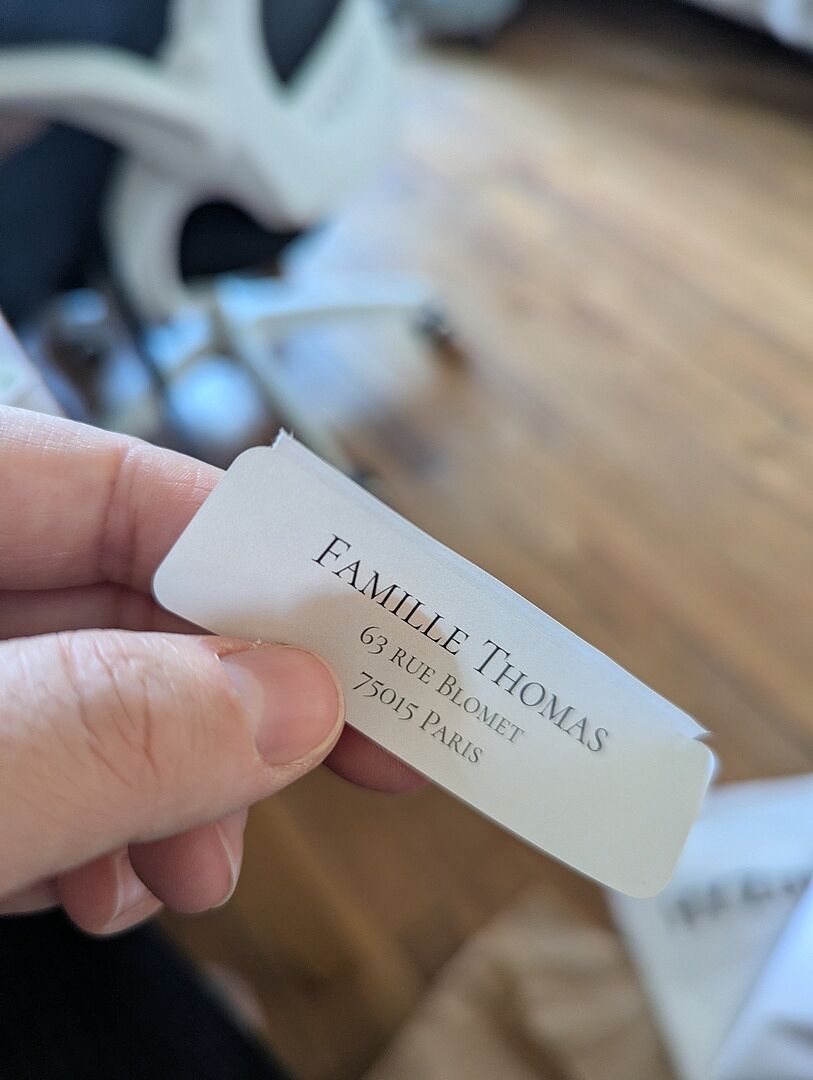 Famille Thomas
63 rue Blomet
75015 Paris